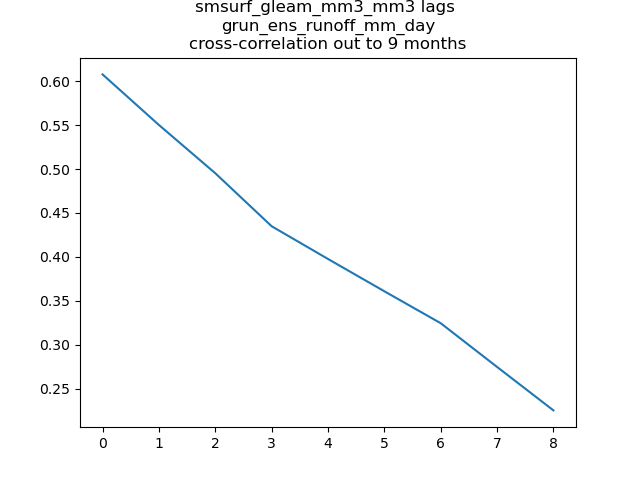 smsurf_gleam_mm3_mm3 lags
grun_ens_runoff_mm_day
cross-correlation out to 9 months
0.60
0.55
0.50
0.45
0.40
0.35
0.30
0.25
0 1 2 3 4 5 6 7 8